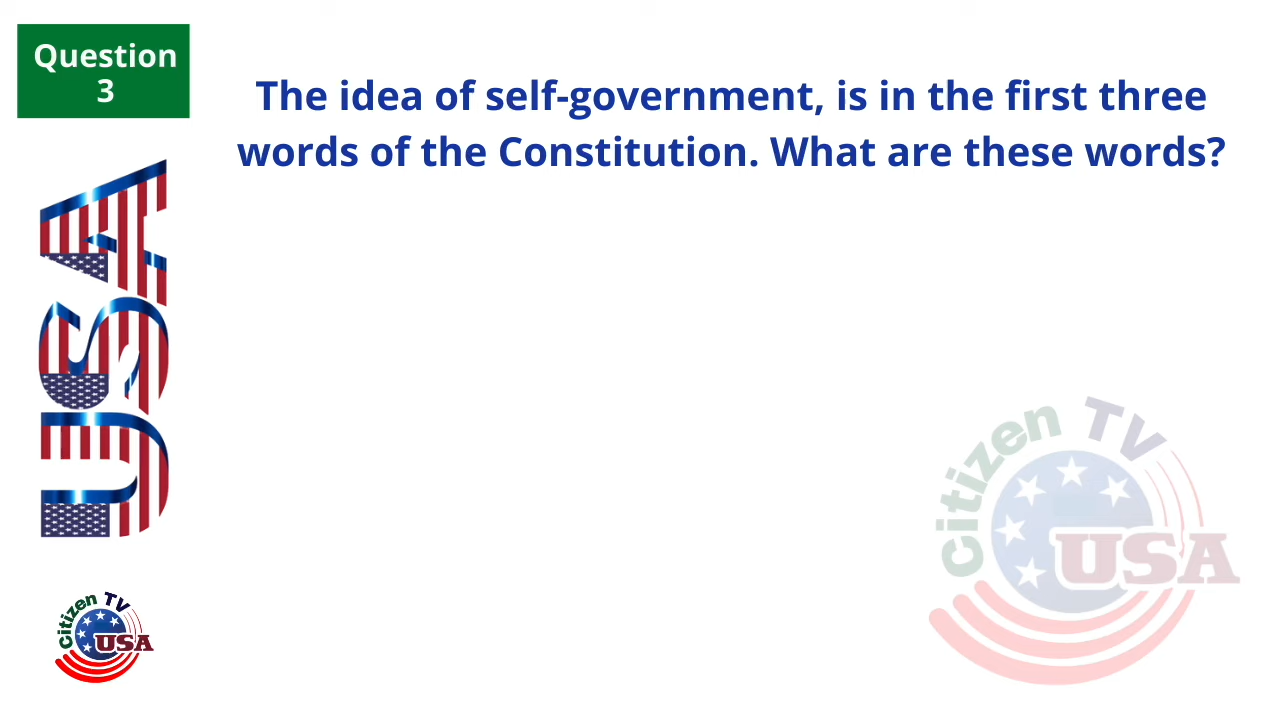 Question
3
The idea of self-government, is in the first three
words of the Constitution. What are these words?
USA
Citizen TV
USA
Citizen TV
USA